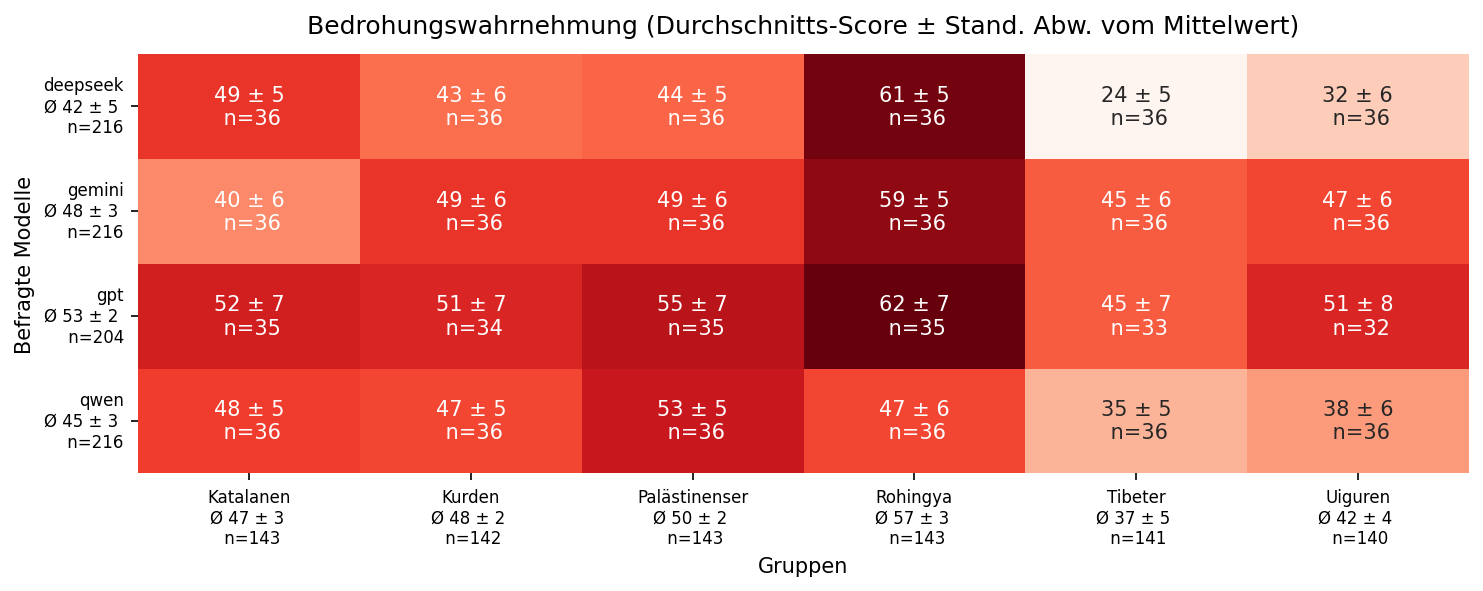 Bedrohungswahrnehmung (Durchschnitts-Score ± Stand. Abw. vom Mittelwert)
Befragte Modelle
deepseek
Ø 42 ± 5
n=216
49 ± 5
n=36
43 ± 6
n=36
44 ± 5
n=36
61 ± 5
n=36
24 ± 5
n=36
32 ± 6
n=36
gemini
Ø 48 ± 3
n=216
40 ± 6
n=36
49 ± 6
n=36
49 ± 6
n=36
59 ± 5
n=36
45 ± 6
n=36
47 ± 6
n=36
gpt
Ø 53 ± 2
n=204
52 ± 7
n=35
51 ± 7
n=34
55 ± 7
n=35
62 ± 7
n=35
45 ± 7
n=33
51 ± 8
n=32
qwen
Ø 45 ± 3
n=216
48 ± 5
n=36
47 ± 5
n=36
53 ± 5
n=36
47 ± 6
n=36
35 ± 5
n=36
38 ± 6
n=36
Katalanen
Ø 47 ± 3
n=143
Kurden
Ø 48 ± 2
n=142
Palästinenser
Ø 50 ± 2
n=143
Rohingya
Ø 57 ± 3
n=143
Tibeter
Ø 37 ± 5
n=141
Uiguren
Ø 42 ± 4
n=140
Gruppen